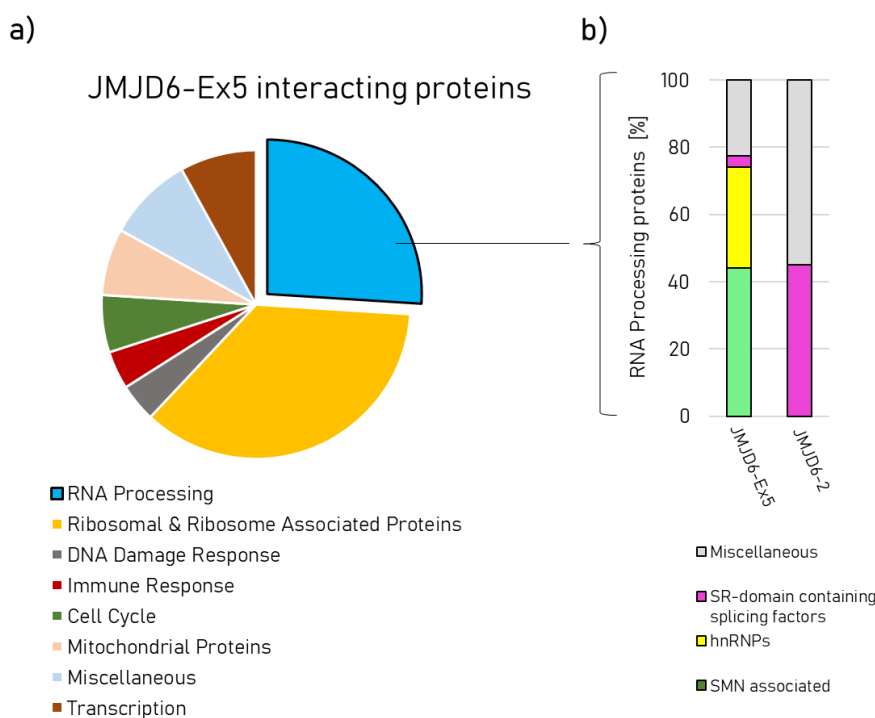 a)
JMJD6-Ex5 interacting proteins
RNA Processing
Ribosomal & Ribosome Associated Proteins
DNA Damage Response
Immune Response
Cell Cycle
Mitochondrial Proteins
Miscellaneous
Transcription
b)
RNA Processing proteins [%]
100
80
60
40
20
0
JMJD6-Ex5
JMJD6-2
Miscellaneous
SR-domain containing
splicing factors
hnRNPs
SMN associated